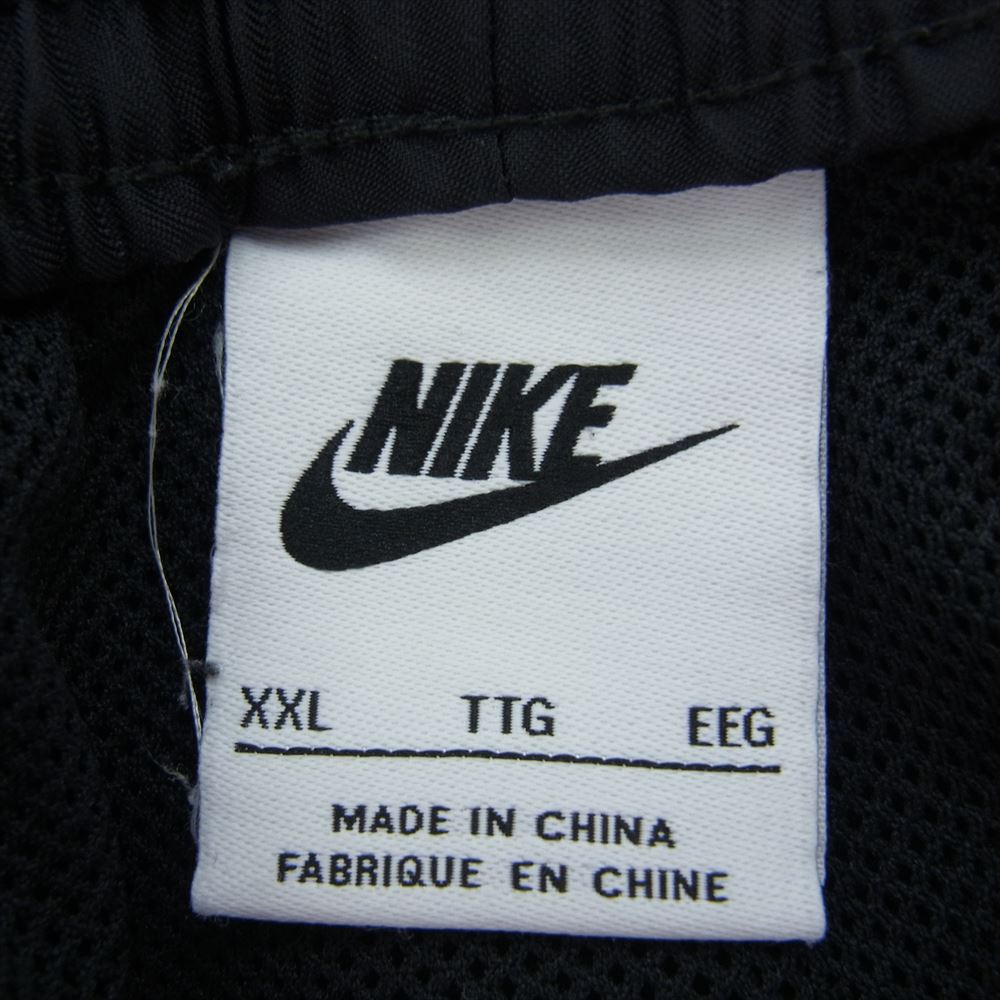 NIKE
XXL TTG EEG
MADE IN CHINA
FABRIQUE EN CHINE